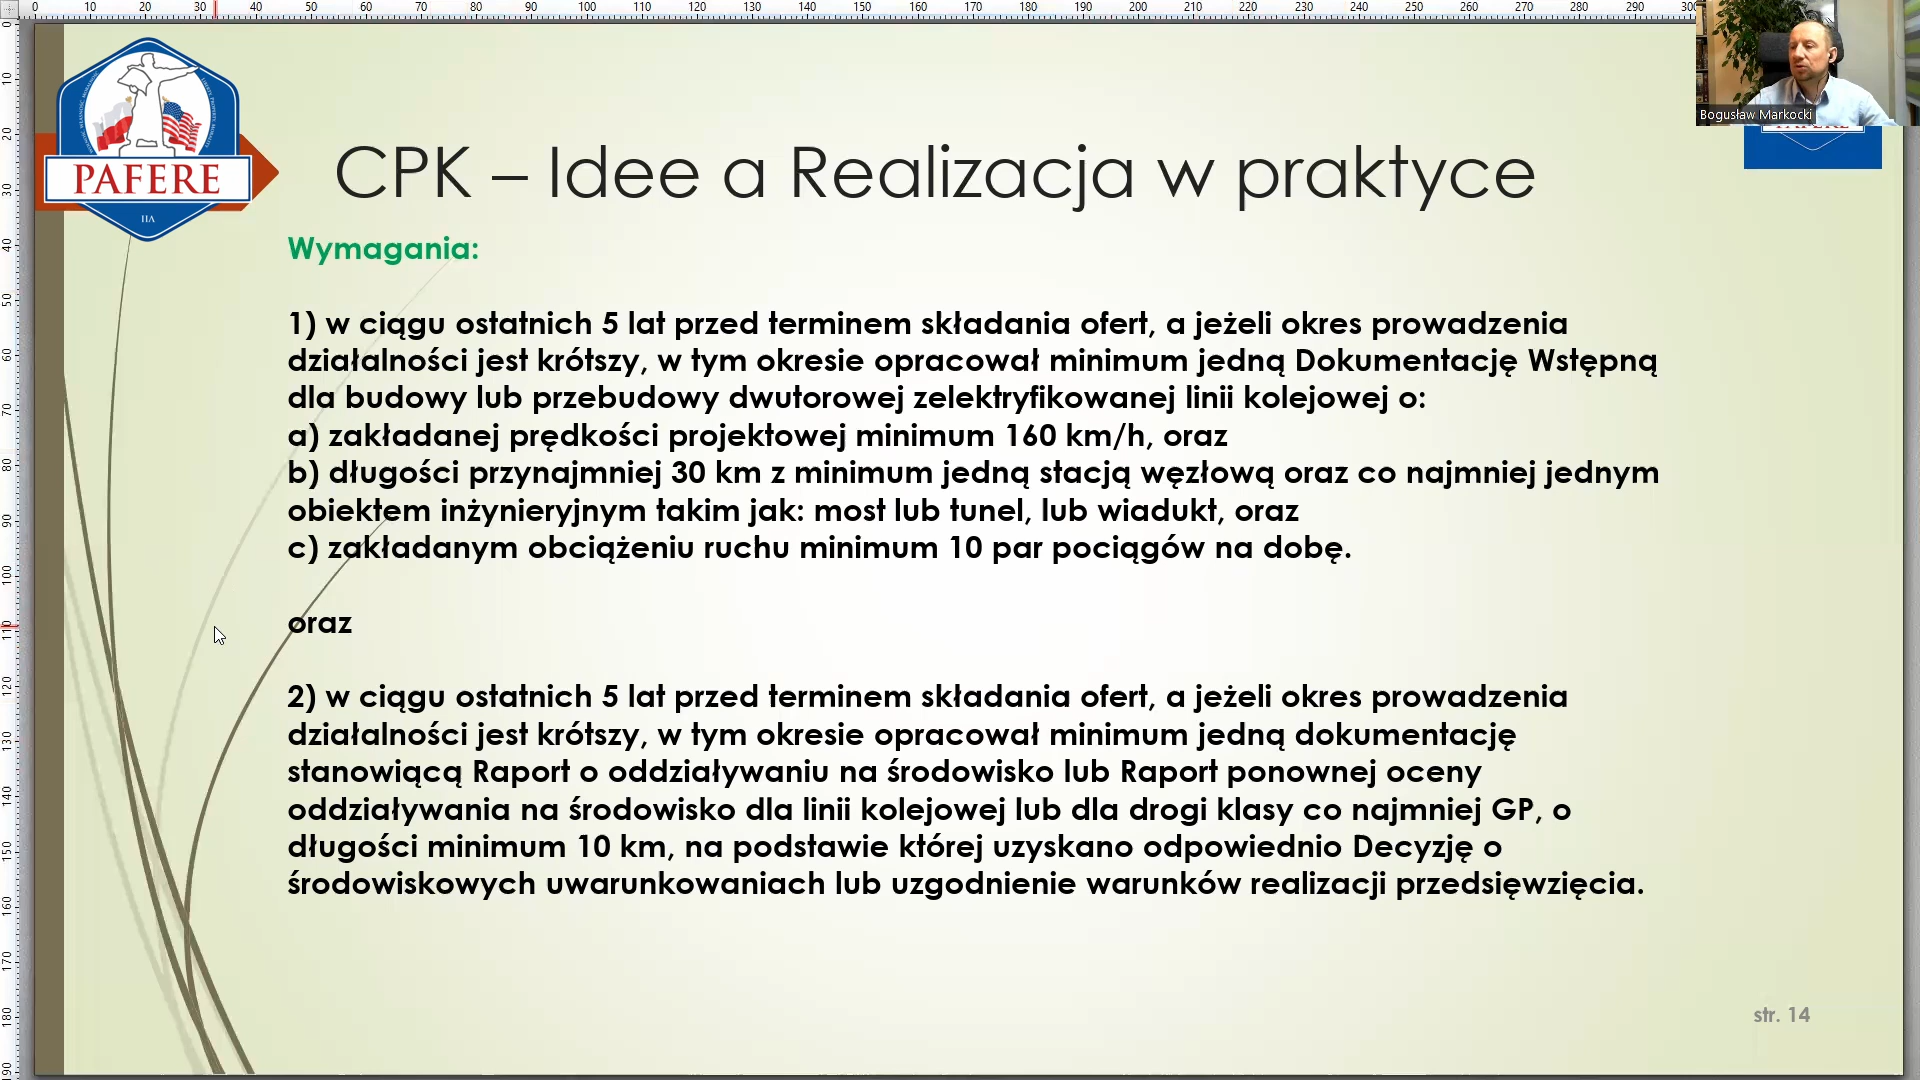 Bogusław Markocki
PAFERE
CPK – Idee a Realizacja w praktyce
Wymagania:
1) w ciągu ostatnich 5 lat przed terminem składania ofert, a jeżeli okres prowadzenia
działalności jest krótszy, w tym okresie opracował minimum jedną Dokumentację Wstępną
dla budowy lub przebudowy dwutorowej zelektryfikowanej linii kolejowej o:
a) zakładanej prędkości projektowej minimum 160 km/h, oraz
b) długości przynajmniej 30 km z minimum jedną stacją węzłową oraz co najmniej jednym
obiektem inżynieryjnym takim jak: most lub tunel, lub wiadukt, oraz
c) zakładanym obciążeniu ruchu minimum 10 par pociągów na dobę.
oraz
2) w ciągu ostatnich 5 lat przed terminem składania ofert, a jeżeli okres prowadzenia
działalności jest krótszy, w tym okresie opracował minimum jedną dokumentację
stanowiącą Raport o oddziaływaniu na środowisko lub Raport ponownej oceny
oddziaływania na środowisko dla linii kolejowej lub dla drogi klasy co najmniej GP, o
długości minimum 10 km, na podstawie której uzyskano odpowiednio Decyzję o
środowiskowych uwarunkowaniach lub uzgodnienie warunków realizacji przedsięwzięcia.
str. 14